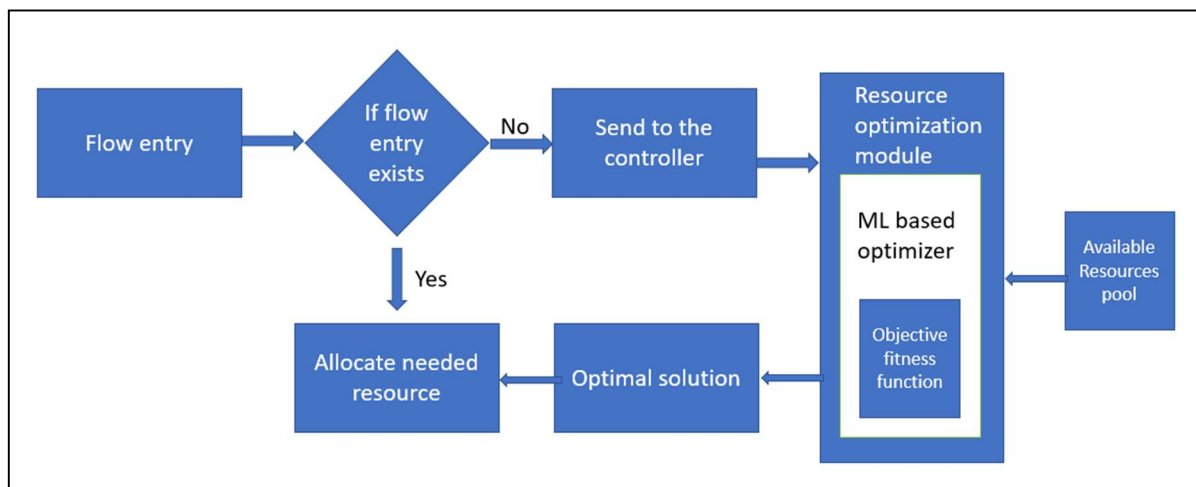 Flow entry
If flow
entry
exists
No
Send to the
controller
Resource
optimization
module
ML based
optimizer
Objective
fitness
function
Available
Resources
pool
Yes
Allocate needed
resource
Optimal solution